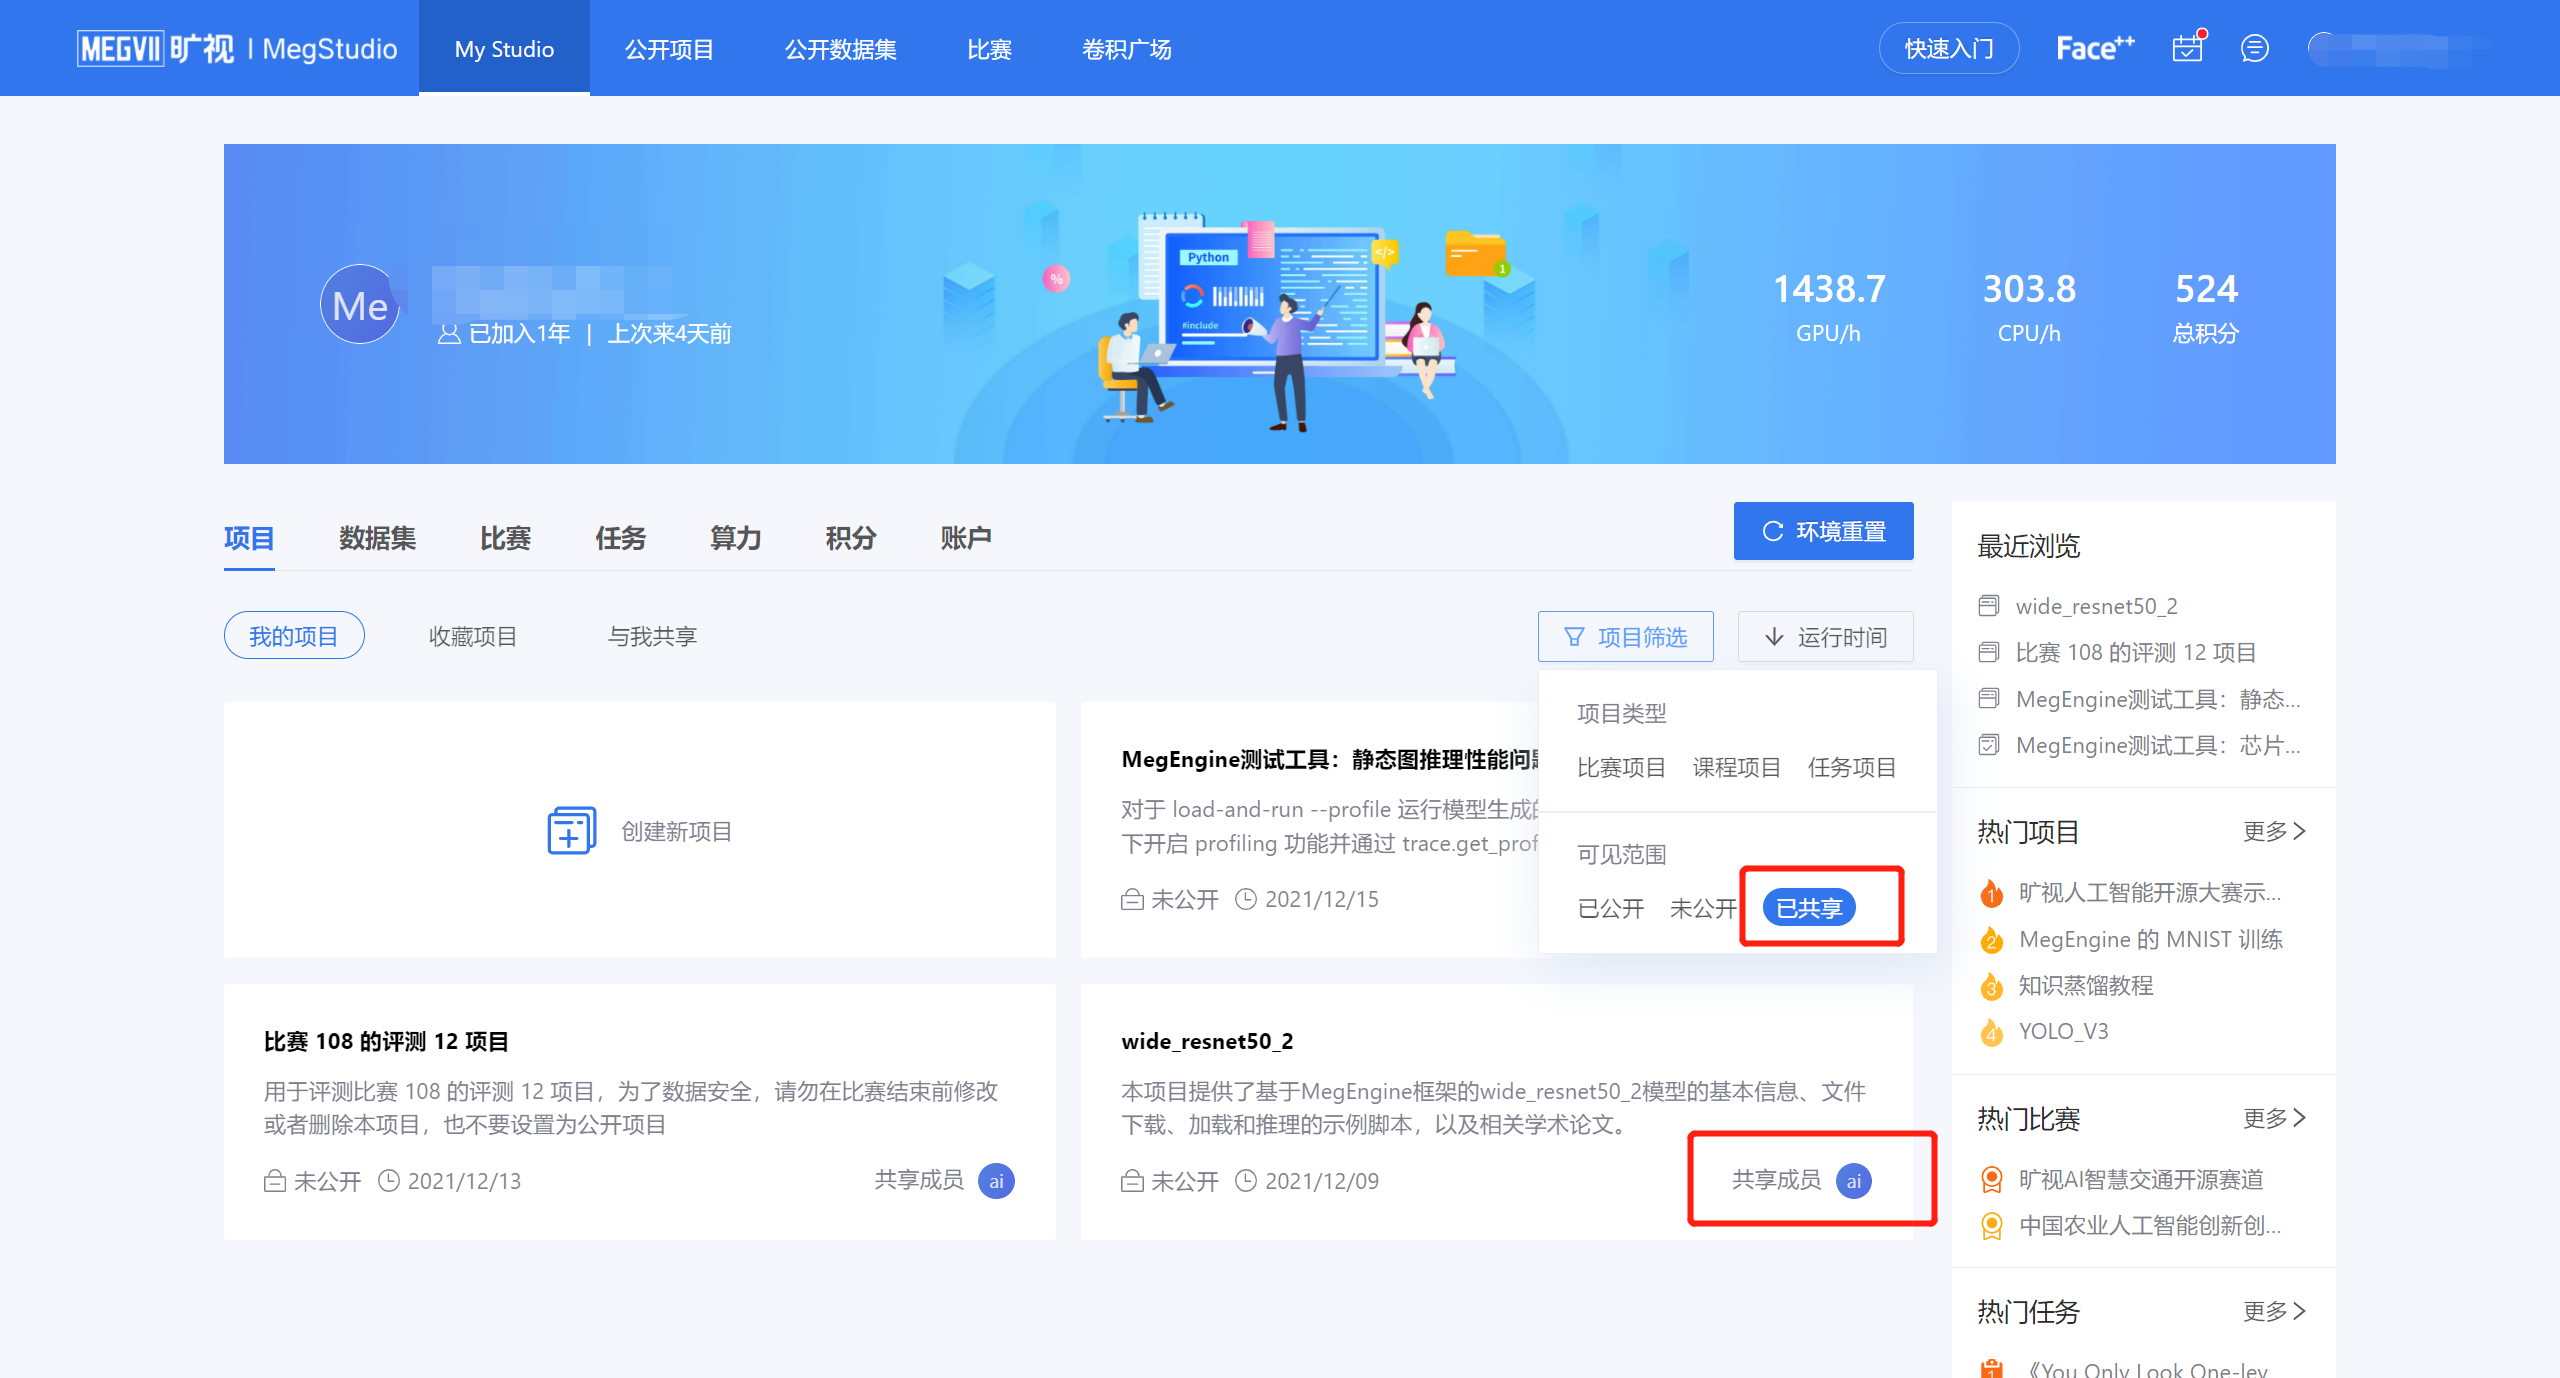 MEGVII 旷视 | MegStudio
My Studio
公开项目
公开数据集
比赛
卷积广场
快速入门
Face++
Me
已加入1年 | 上次来4天前
Python
#include
%
</>
1
1438.7
GPU/h
303.8
CPU/h
524
总积分
项目
数据集
比赛
任务
算力
积分
账户
环境重置
我的项目
收藏项目
与我共享
项目筛选
运行时间
项目类型
比赛项目 课程项目 任务项目
可见范围
已公开 未公开 已共享
创建新项目
MegEngine测试工具：静态图推理性能问
对于 load-and-run --profile 运行模型生成
下开启 profiling 功能并通过 trace.get_prof
未公开 2021/12/15
比赛 108 的评测 12 项目
用于评测比赛 108 的评测 12 项目，为了数据安全，请勿在比赛结束前修改
或者删除本项目，也不要设置为公开项目
未公开 2021/12/13
共享成员 ai
wide_resnet50_2
本项目提供了基于MegEngine框架的wide_resnet50_2模型的基本信息、文件
下载、加载和推理的示例脚本，以及相关学术论文。
未公开 2021/12/09
共享成员 ai
最近浏览
wide_resnet50_2
比赛 108 的评测 12 项目
MegEngine测试工具：静态...
MegEngine测试工具：芯片...
热门项目
更多
1 旷视人工智能开源大赛示...
2 MegEngine 的 MNIST 训练
3 知识蒸馏教程
4 YOLO_V3
热门比赛
更多
旷视AI智慧交通开源赛道
中国农业人工智能创新创...
热门任务
更多
1 《You Only Look One-lev